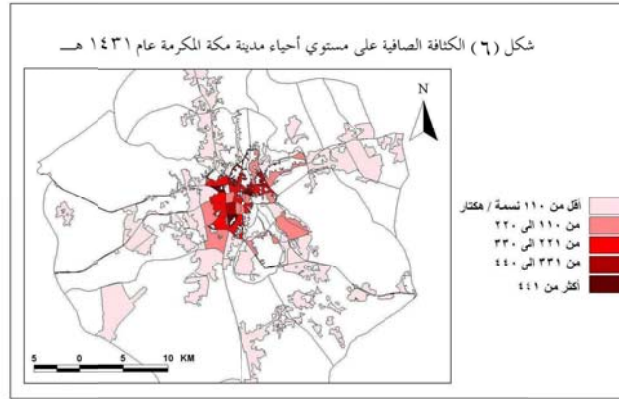 شكل (٦) الكثافة الصافية على مستوي أحياء مدينة مكة المكرمة عام ١٤٣١ هـــ
N
أقل من ١١٠ نسمة / هكتار
من ١١٠ الى ٢٢٠
من ٢٢١ الى ٣٣٠
من ٣٣١ الى ٤٤٠
أكثر من ٤٤١
5 0 5 10 KM